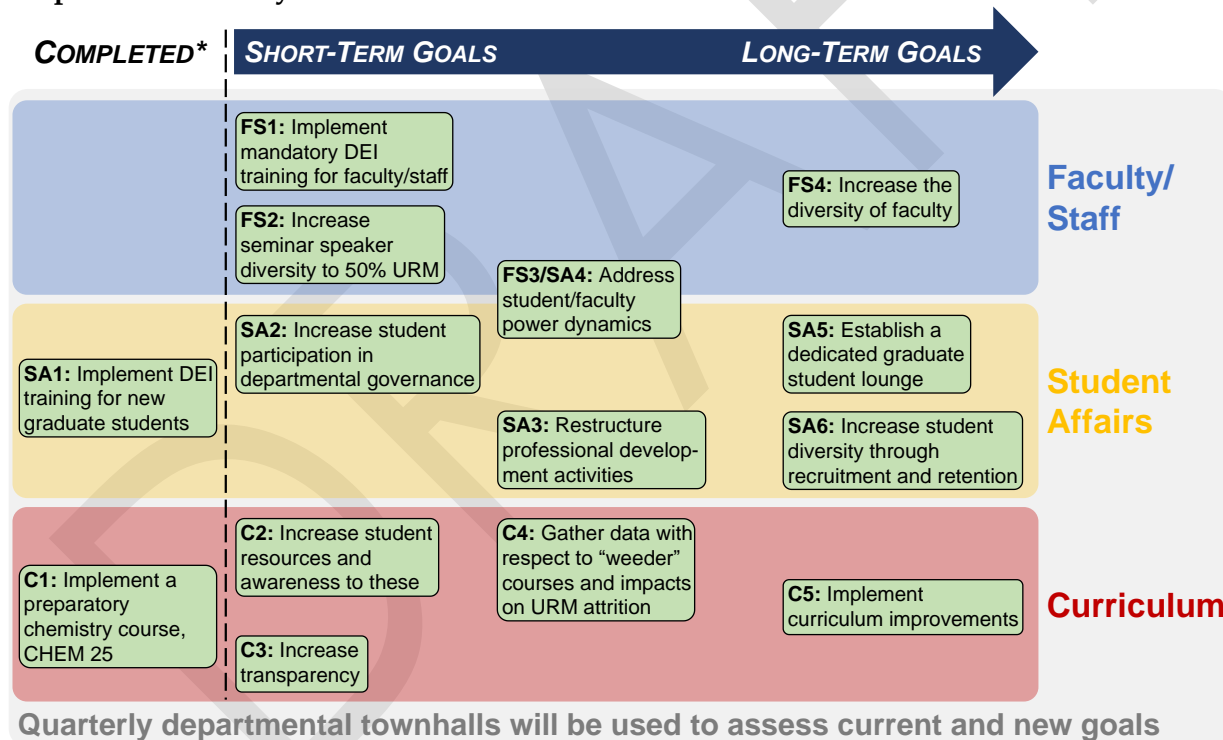 COMPLETED*
SHORT-TERM GOALS
LONG-TERM GOALS
FS1: Implement
mandatory DEI
training for faculty/staff
FS2: Increase
seminar speaker
diversity to 50% URM
FS3/SA4: Address
student/faculty
power dynamics
FS4: Increase the
diversity of faculty
Faculty/
Staff
SA1: Implement DEI
training for new
graduate students
SA2: Increase student
participation in
departmental governance
SA3: Restructure
professional develop-
ment activities
SA5: Establish a
dedicated graduate
student lounge
SA6: Increase student
diversity through
recruitment and retention
Student
Affairs
C1: Implement a
preparatory
chemistry course,
CHEM 25
C2: Increase student
resources and
awareness to these
C3: Increase
transparency
C4: Gather data with
respect to “weeder”
courses and impacts
on URM attrition
C5: Implement
curriculum improvements
Curriculum
Quarterly departmental townhalls will be used to assess current and new goals
DRAFT